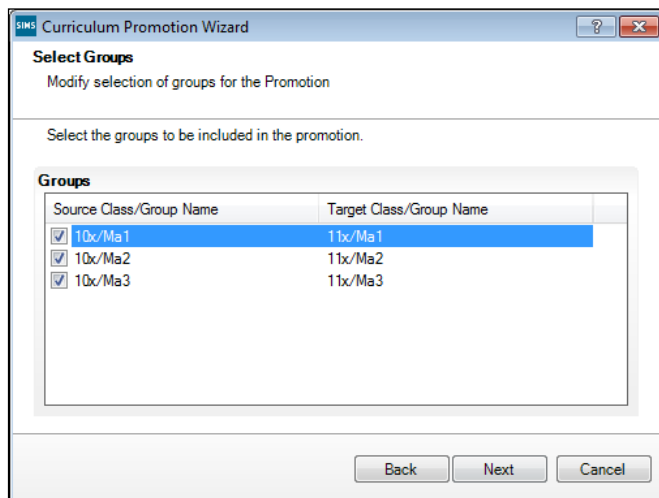 SIMS Curriculum Promotion Wizard ?
Select Groups
Modify selection of groups for the Promotion
Select the groups to be included in the promotion.
Groups
Source Class/Group Name Target Class/Group Name
10x/Ma1 11x/Ma1
10x/Ma2 11x/Ma2
10x/Ma3 11x/Ma3
Back Next Cancel